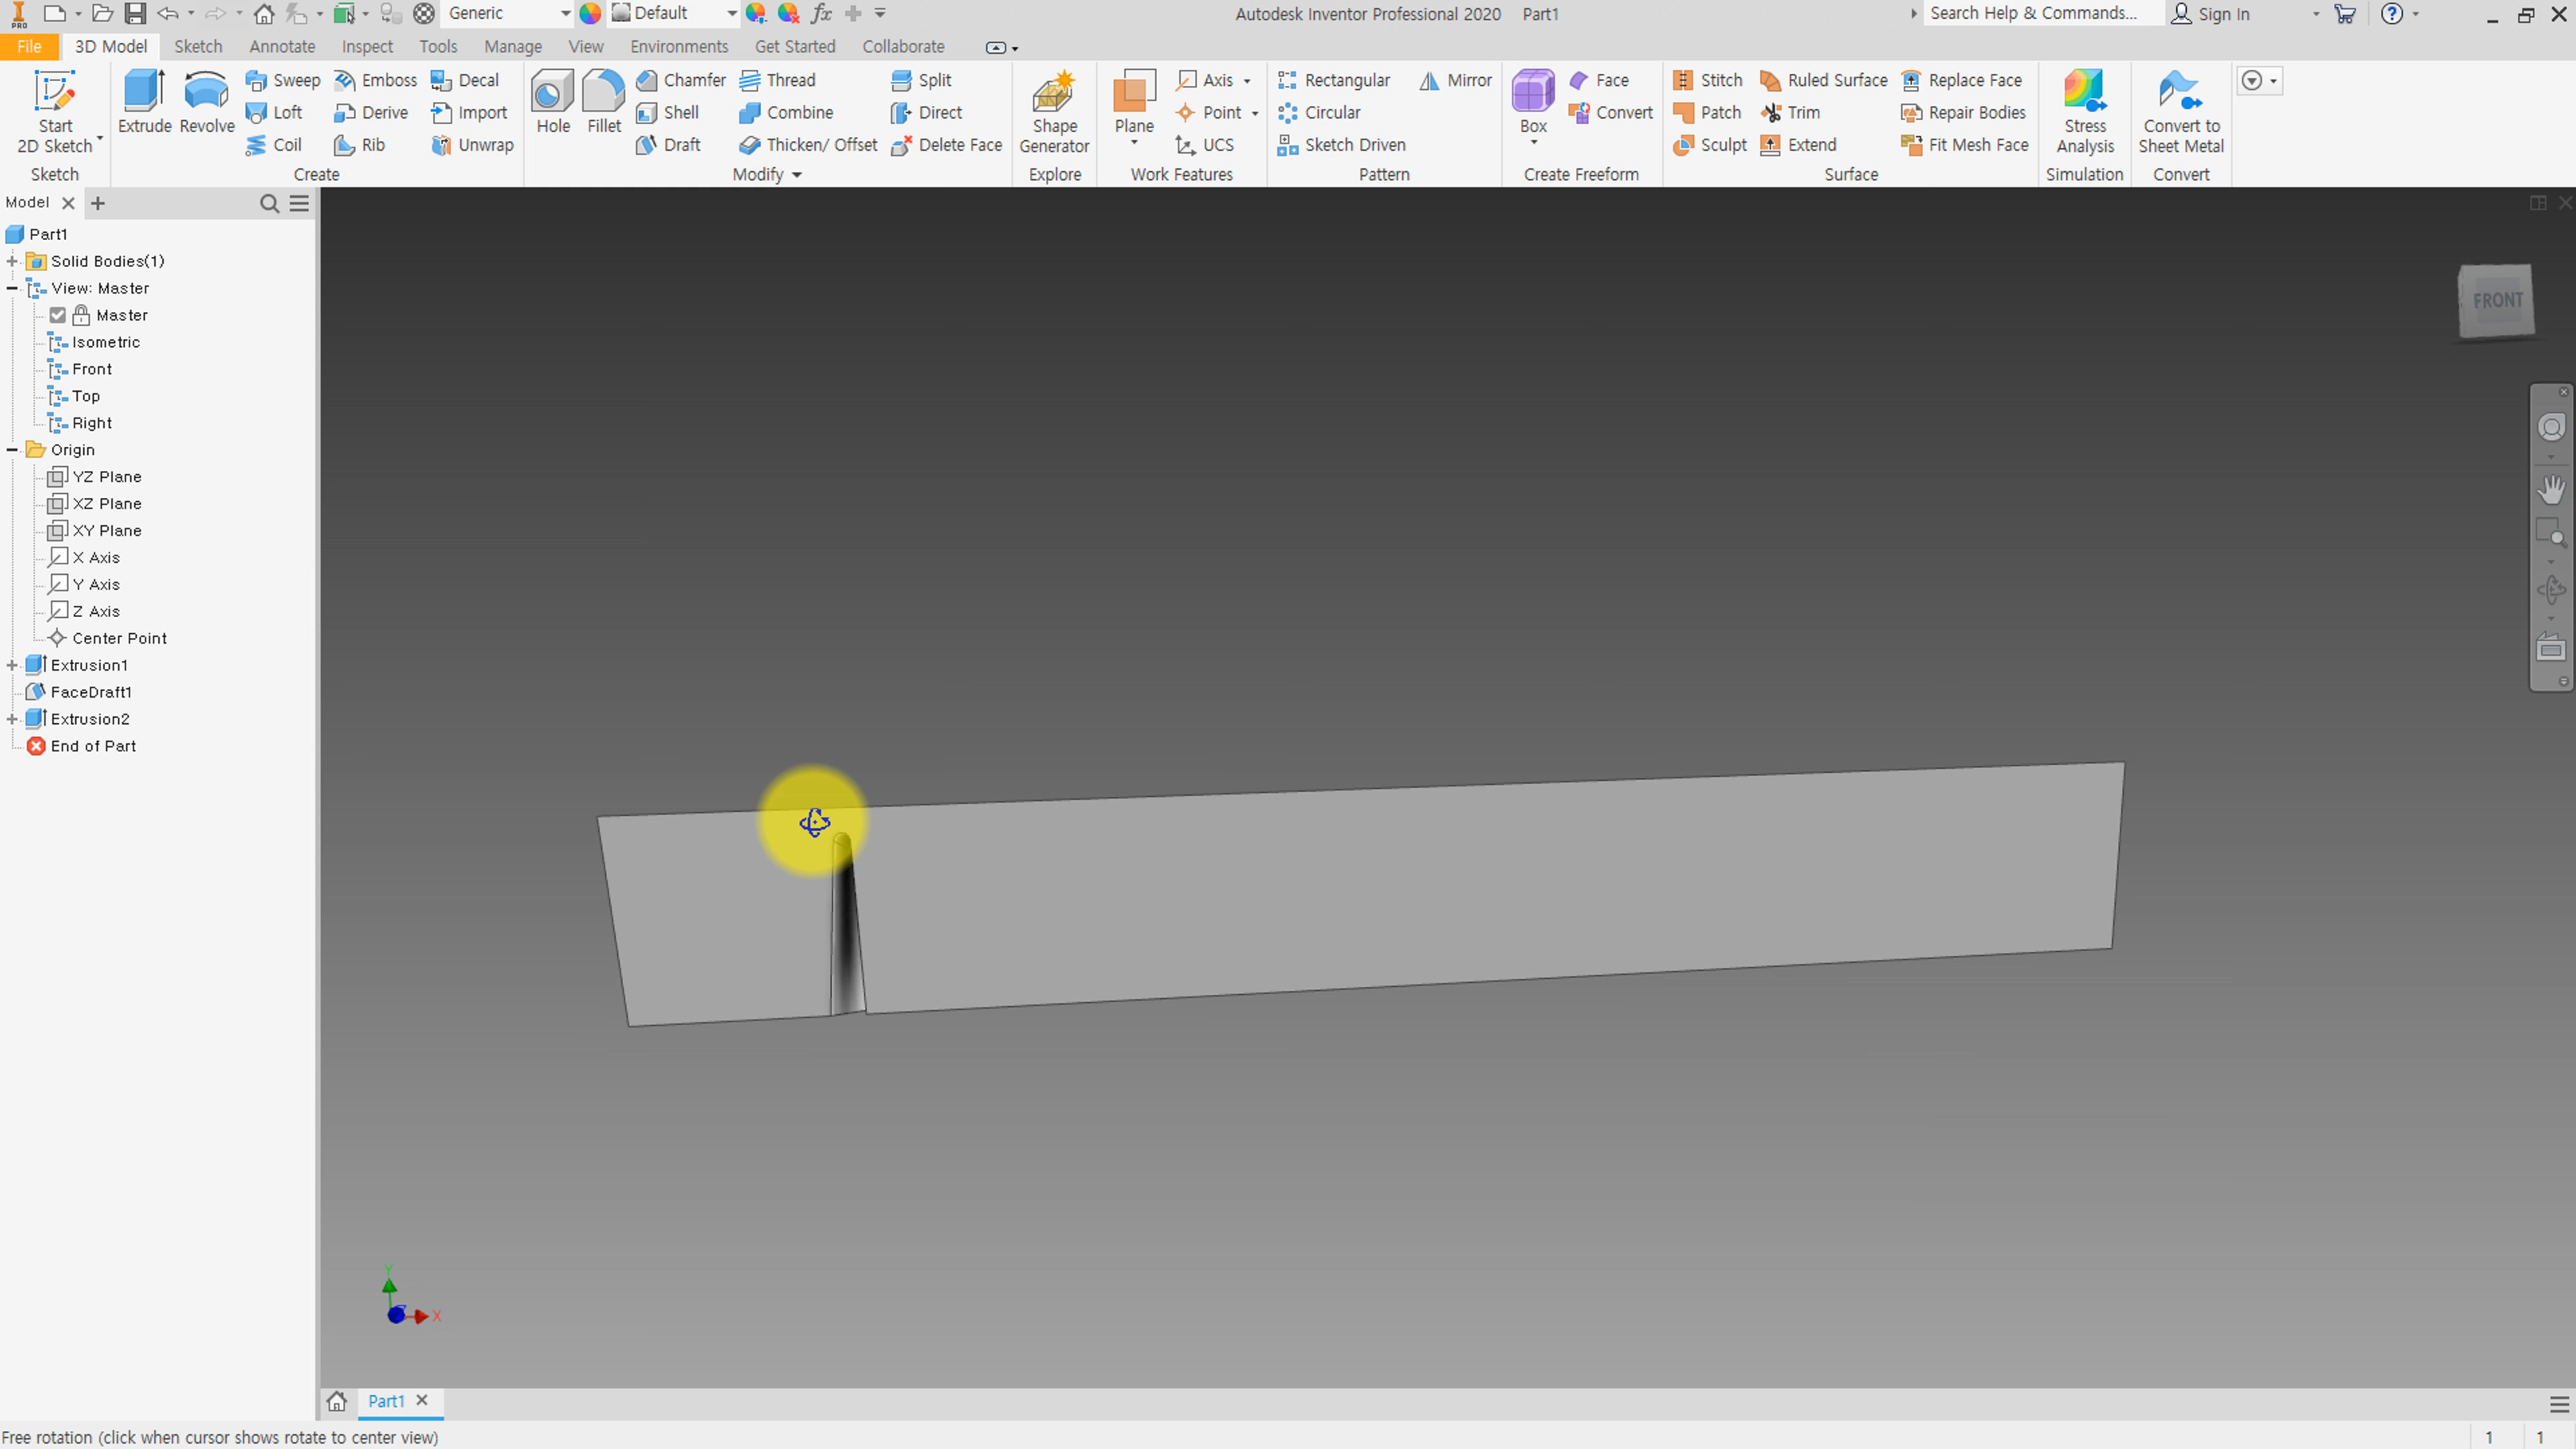 PRO
Generic
Default
fx
Autodesk Inventor Professional 2020 Part1
Search Help & Commands...
Sign In
File
3D Model
Sketch
Annotate
Inspect
Tools
Manage
View
Environments
Get Started
Collaborate
Start
2D Sketch
Sketch
Extrude
Revolve
Sweep
Loft
Coil
Emboss
Derive
Rib
Decal
Import
Unwrap
Create
Hole
Fillet
Chamfer
Shell
Draft
Thread
Combine
Thicken/ Offset
Split
Direct
Delete Face
Modify
Shape
Generator
Explore
Plane
Axis
Point
UCS
Work Features
Rectangular
Circular
Sketch Driven
Mirror
Pattern
Box
Face
Convert
Create Freeform
Stitch
Patch
Sculpt
Ruled Surface
Trim
Extend
Replace Face
Repair Bodies
Fit Mesh Face
Surface
Stress
Analysis
Simulation
Convert to
Sheet Metal
Convert
Model
Part1
Solid Bodies(1)
View: Master
Master
Isometric
Front
Top
Right
Origin
YZ Plane
XZ Plane
XY Plane
X Axis
Y Axis
Z Axis
Center Point
Extrusion1
FaceDraft1
Extrusion2
End of Part
FRONT
Y
X
Part1
Free rotation (click when cursor shows rotate to center view)
1 1